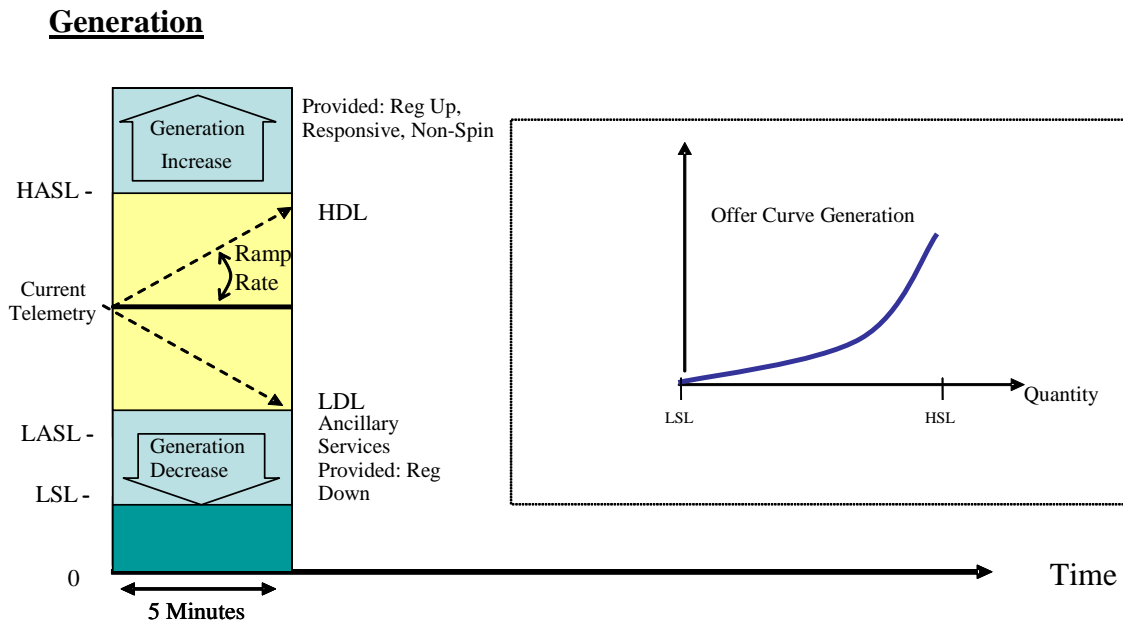 Generation
Provided: Reg Up,
Responsive, Non-Spin
Generation
Increase
HASL -
HDL
Ramp
Rate
Current
Telemetry
LDL
Ancillary
Services
Provided: Reg
Down
LASL -
Generation
Decrease
LSL -
0
5 Minutes
Time
Offer Curve Generation
Quantity
LSL
HSL